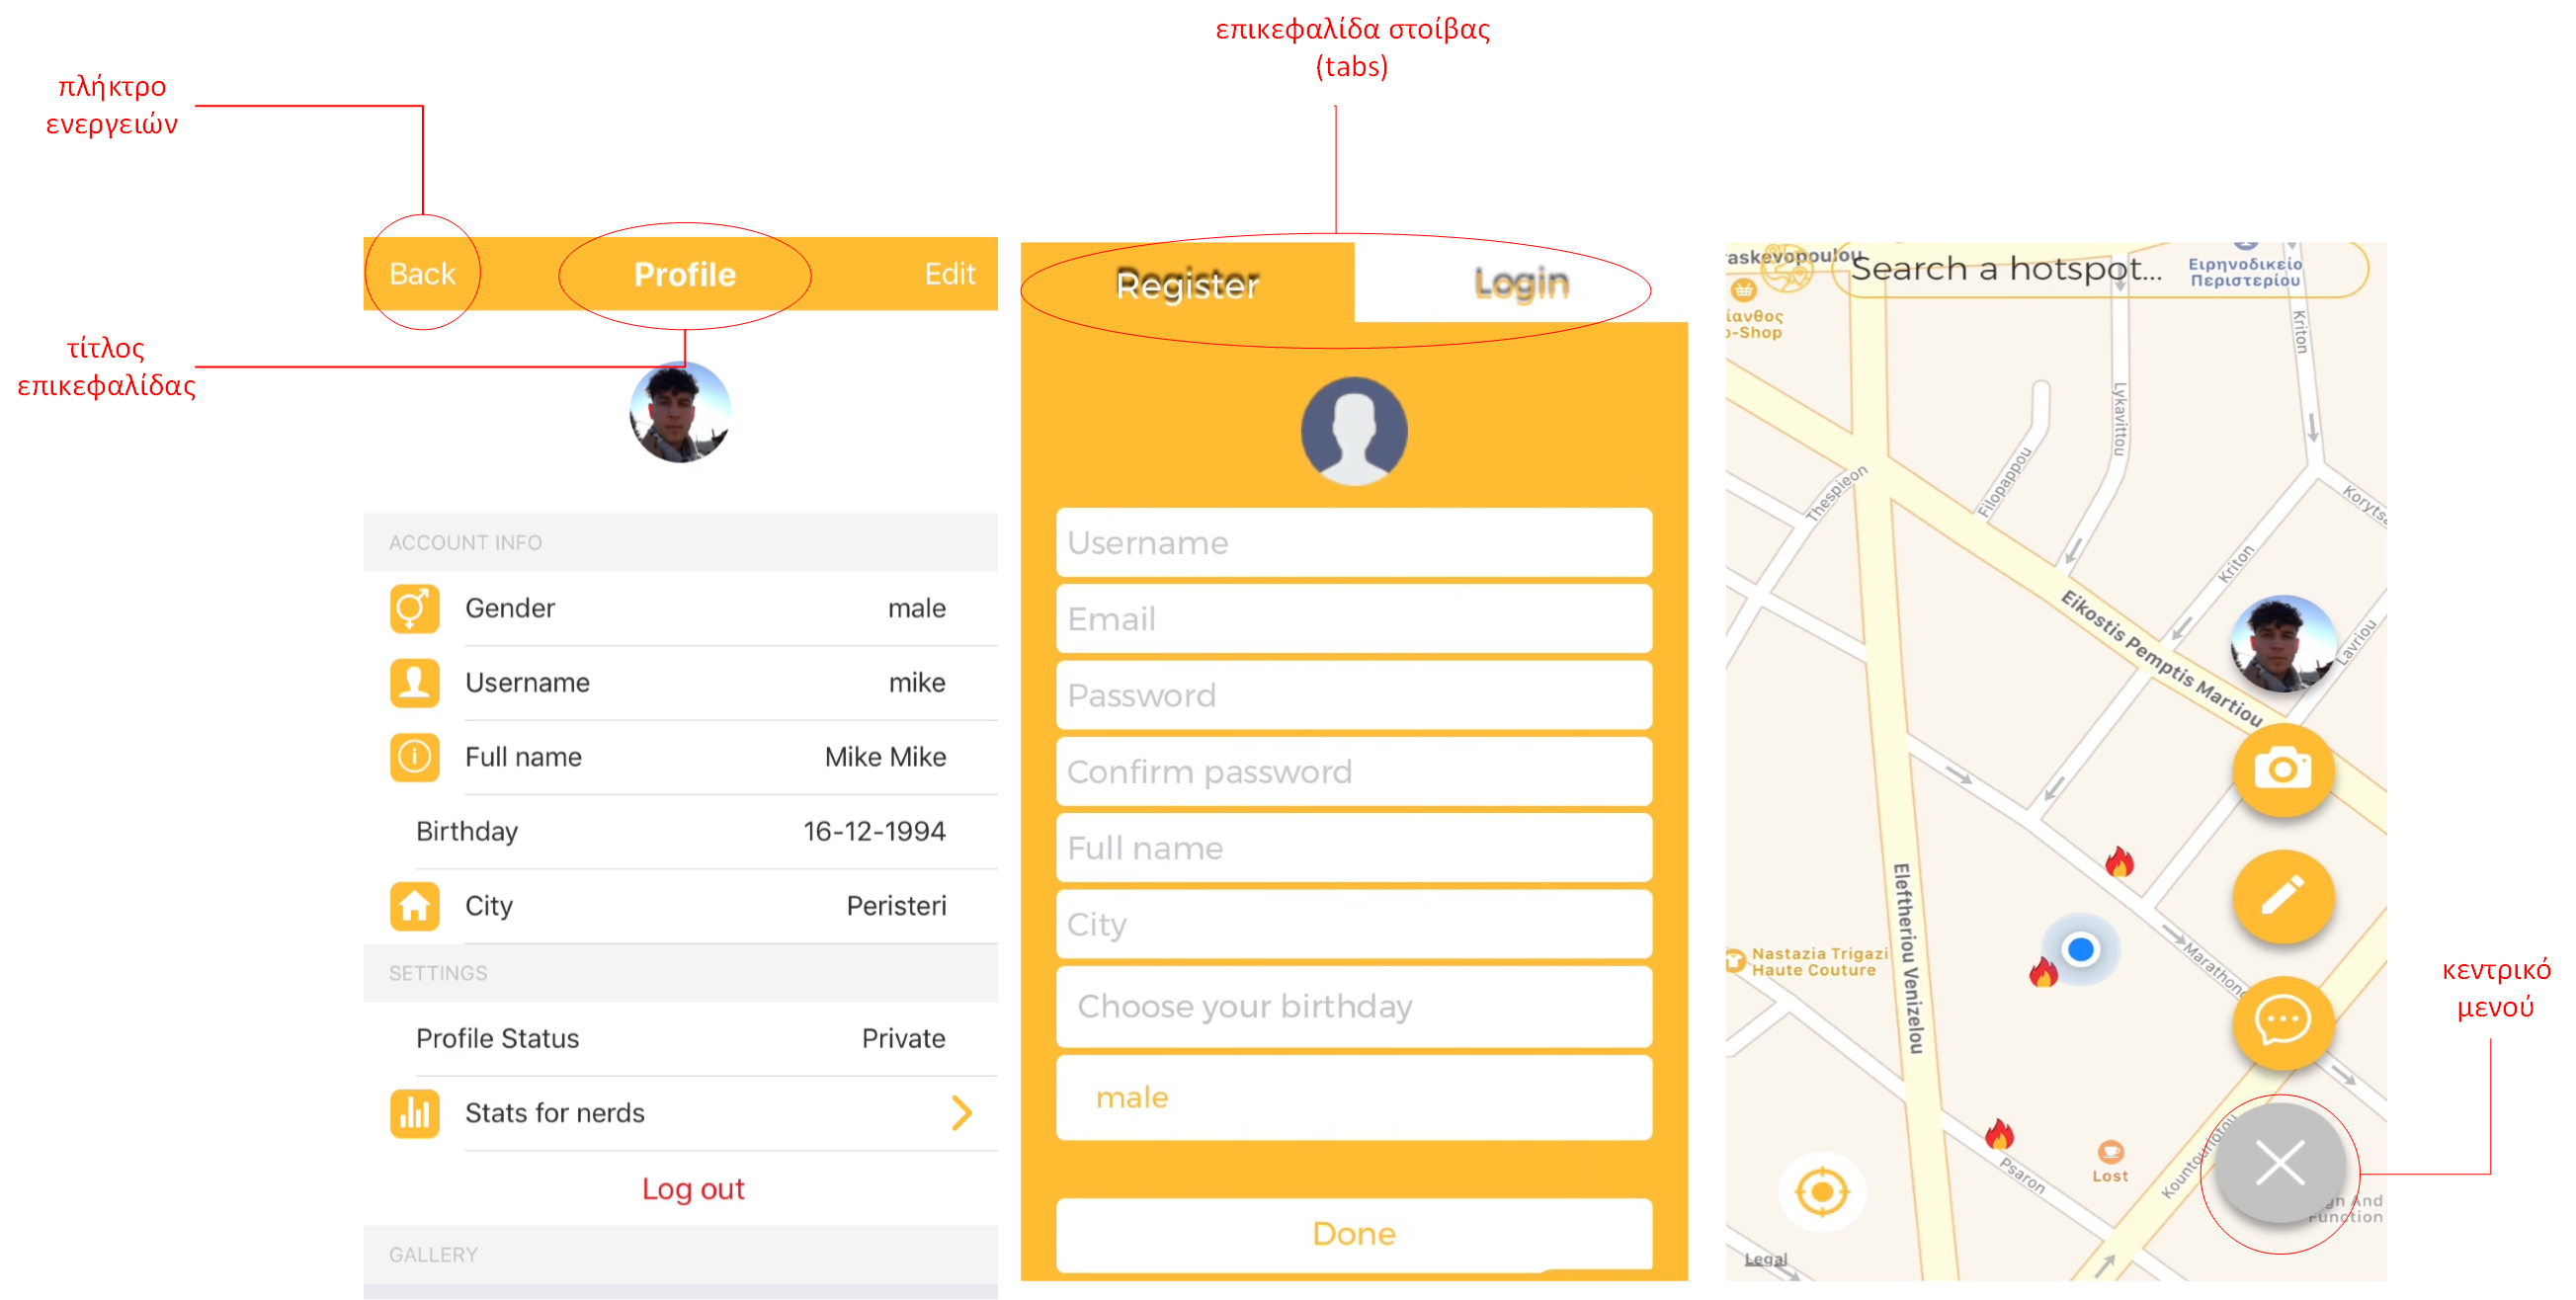 πλήκτρο
ενεργειών
τίτλος
επικεφαλίδας
Back
Profile
Edit
ACCOUNT INFO
Gender
male
Username
mike
Full name
Mike Mike
Birthday
16-12-1994
City
Peristeri
SETTINGS
Profile Status
Private
Stats for nerds
Log out
GALLERY
επικεφαλίδα στοίβας
(tabs)
Register
Login
Username
Email
Password
Confirm password
Full name
City
Choose your birthday
male
Done
askevopoulou
Search a hotspot...
Ειρηνοδικείο
Περιστερίου
ίανθος
o-Shop
Kriton
Lykavittou
Thespieon
Filopappou
Korytsa
Kriton
Eikostis Pemptis Martiou
Lavriou
Eleftheriou Venizelou
Nastazia Trigazi
Haute Couture
Marathono
Psaron
Lost
Kountouriotou
gn And
Function
Legal
κεντρικό
μενού